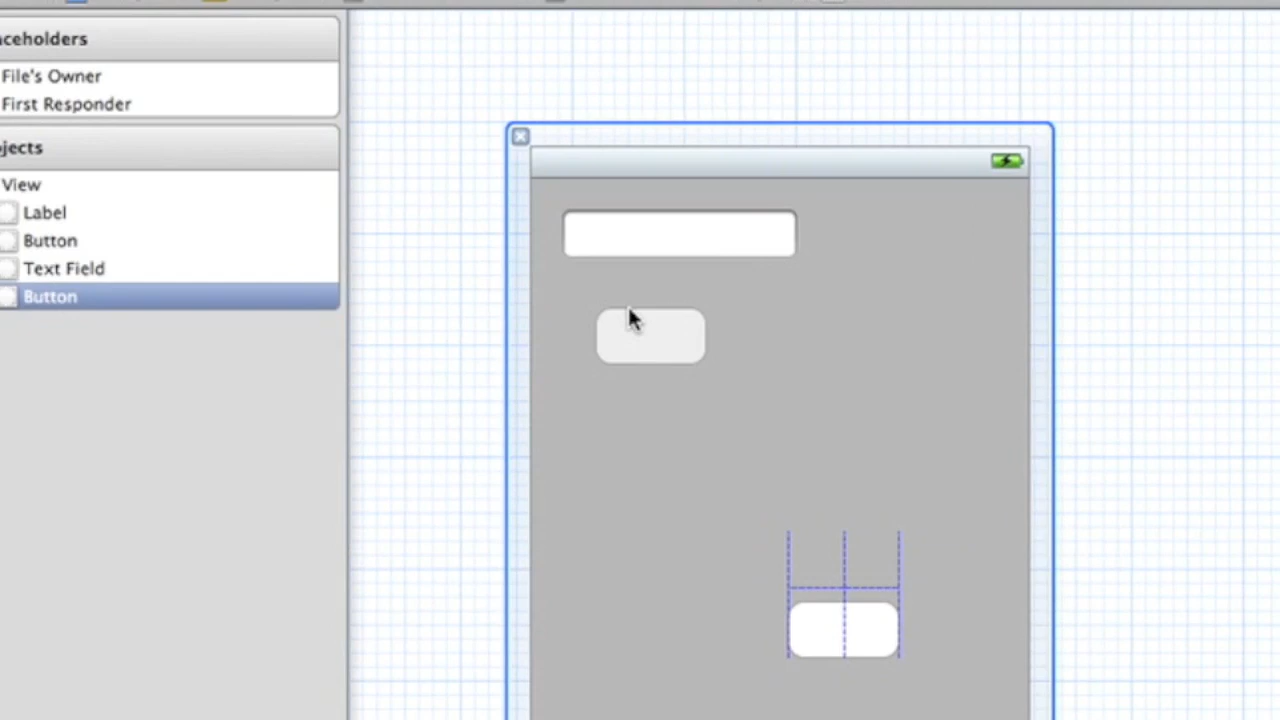 aceholders
File's Owner
First Responder
jects
View
Label
Button
Text Field
Button